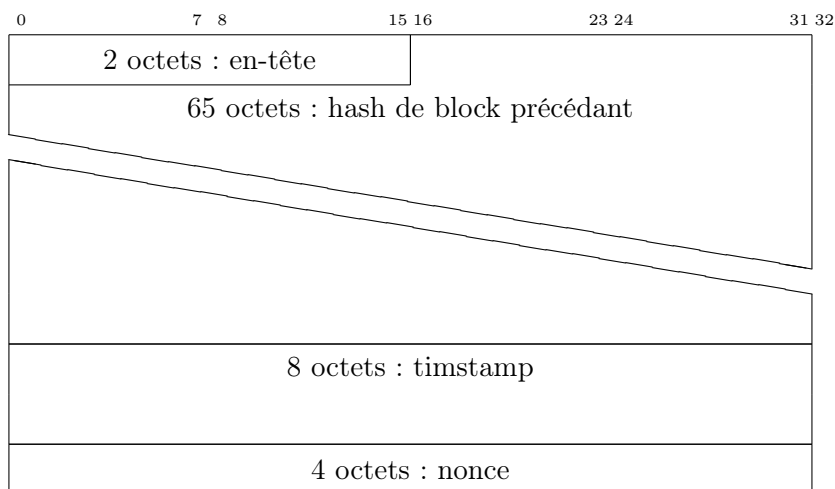 0 7 8 15 16 23 24 31 32
2 octets : en-tête
65 octets : hash de block précédant
8 octets : timstamp
4 octets : nonce